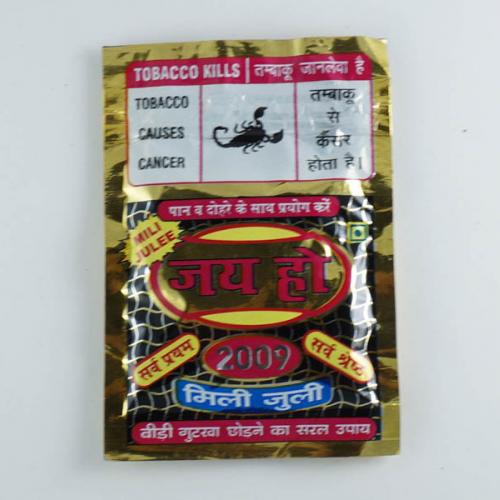 TOBACCO KILLS | तम्बाकू जानलेवा है
TOBACCO
CAUSES
CANCER
तम्बाकू
से
कैंसर
होता है।
पान व दोहरे के साथ प्रयोग करें
MILI
JULEE
जय हो
सर्व प्रथम
2009
सर्व श्रेष्ठ
मिली जुली
बीड़ी गुटखा छोड़ने का सरल उपाय